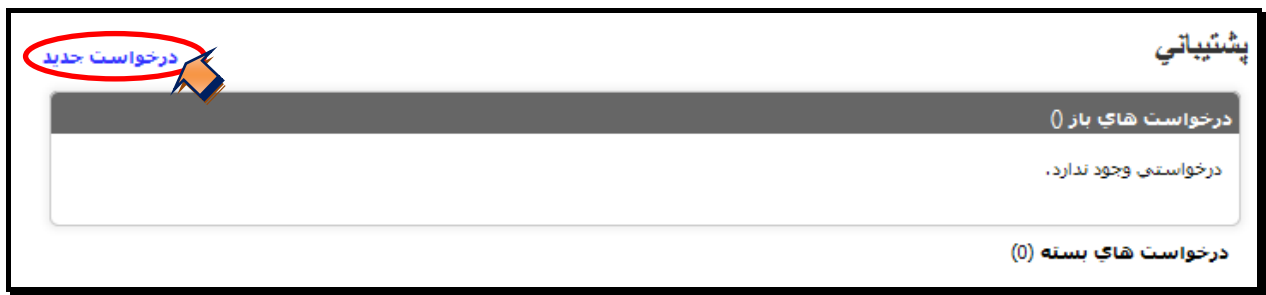 پشتيباني
درخواست جديد
درخواست هاي باز ()
درخواستي وجود ندارد.
درخواست هاي بسته (0)